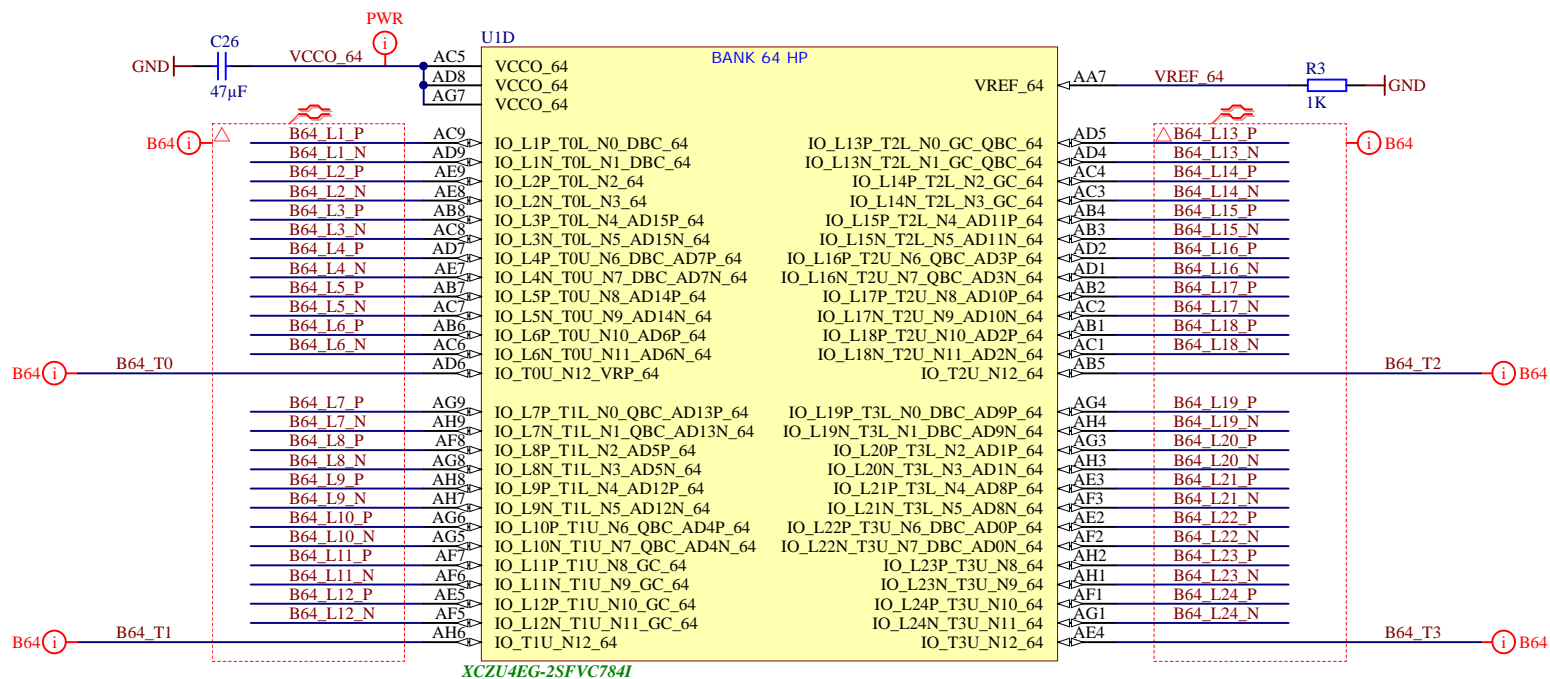 PWR
C26
GND
47µF
VCCO_64
U1D
BANK 64 HP
AC5 VCCO_64
AD8 VCCO_64
AG7 VCCO_64
VREF_64 AA7 VREF_64
R3
1K
GND
B64
B64
B64_L1_P AC9 IO_L1P_T0L_N0_DBC_64 IO_L13P_T2L_N0_GC_QBC_64 AD5 B64_L13_P
B64_L1_N AD9 IO_L1N_T0L_N1_DBC_64 IO_L13N_T2L_N1_GC_QBC_64 AD4 B64_L13_N
B64_L2_P AE9 IO_L2P_T0L_N2_64 IO_L14P_T2L_N2_GC_64 AC4 B64_L14_P
B64_L2_N AE8 IO_L2N_T0L_N3_64 IO_L14N_T2L_N3_GC_64 AC3 B64_L14_N
B64_L3_P AB8 IO_L3P_T0L_N4_AD15P_64 IO_L15P_T2L_N4_AD11P_64 AB4 B64_L15_P
B64_L3_N AC8 IO_L3N_T0L_N5_AD15N_64 IO_L15N_T2L_N5_AD11N_64 AB3 B64_L15_N
B64_L4_P AD7 IO_L4P_T0U_N6_DBC_AD7P_64 IO_L16P_T2U_N6_QBC_AD3P_64 AD2 B64_L16_P
B64_L4_N AE7 IO_L4N_T0U_N7_DBC_AD7N_64 IO_L16N_T2U_N7_QBC_AD3N_64 AD1 B64_L16_N
B64_L5_P AB7 IO_L5P_T0U_N8_AD14P_64 IO_L17P_T2U_N8_AD10P_64 AB2 B64_L17_P
B64_L5_N AC7 IO_L5N_T0U_N9_AD14N_64 IO_L17N_T2U_N9_AD10N_64 AC2 B64_L17_N
B64_L6_P AB6 IO_L6P_T0U_N10_AD6P_64 IO_L18P_T2U_N10_AD2P_64 AB1 B64_L18_P
B64_L6_N AC6 IO_L6N_T0U_N11_AD6N_64 IO_L18N_T2U_N11_AD2N_64 AC1 B64_L18_N
B64 B64_T0 AD6 IO_T0U_N12_VRP_64 IO_T2U_N12_64 AB5 B64_T2 B64
B64_L7_P AG9 IO_L7P_T1L_N0_QBC_AD13P_64 IO_L19P_T3L_N0_DBC_AD9P_64 AG4 B64_L19_P
B64_L7_N AH9 IO_L7N_T1L_N1_QBC_AD13N_64 IO_L19N_T3L_N1_DBC_AD9N_64 AH4 B64_L19_N
B64_L8_P AF8 IO_L8P_T1L_N2_AD5P_64 IO_L20P_T3L_N2_AD1P_64 AG3 B64_L20_P
B64_L8_N AG8 IO_L8N_T1L_N3_AD5N_64 IO_L20N_T3L_N3_AD1N_64 AH3 B64_L20_N
B64_L9_P AH8 IO_L9P_T1L_N4_AD12P_64 IO_L21P_T3L_N4_AD8P_64 AE3 B64_L21_P
B64_L9_N AH7 IO_L9N_T1L_N5_AD12N_64 IO_L21N_T3L_N5_AD8N_64 AF3 B64_L21_N
B64_L10_P AG6 IO_L10P_T1U_N6_QBC_AD4P_64 IO_L22P_T3U_N6_DBC_AD0P_64 AE2 B64_L22_P
B64_L10_N AG5 IO_L10N_T1U_N7_QBC_AD4N_64 IO_L22N_T3U_N7_DBC_AD0N_64 AF2 B64_L22_N
B64_L11_P AF7 IO_L11P_T1U_N8_GC_64 IO_L23P_T3U_N8_64 AH2 B64_L23_P
B64_L11_N AF6 IO_L11N_T1U_N9_GC_64 IO_L23N_T3U_N9_64 AH1 B64_L23_N
B64_L12_P AE5 IO_L12P_T1U_N10_GC_64 IO_L24P_T3U_N10_64 AF1 B64_L24_P
B64_L12_N AF5 IO_L12N_T1U_N11_GC_64 IO_L24N_T3U_N11_64 AG1 B64_L24_N
B64 B64_T1 AH6 IO_T1U_N12_64 IO_T3U_N12_64 AE4 B64_T3 B64
XCZU4EG-2SFVC784I